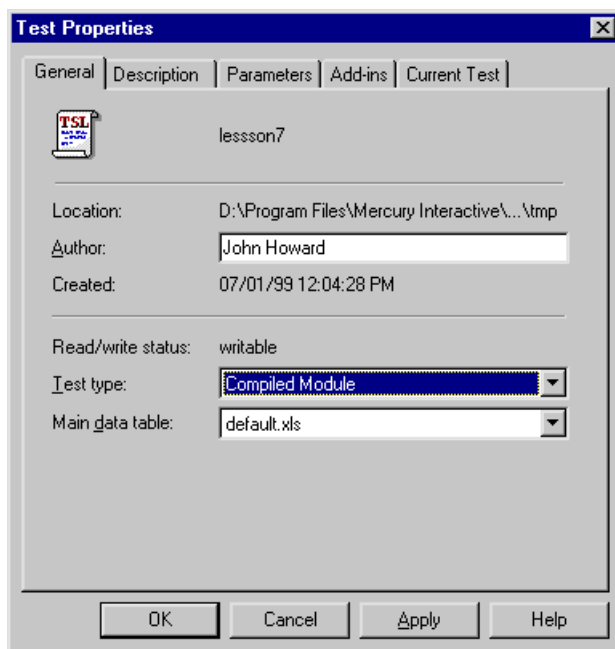 Test Properties
General Description Parameters Add-ins Current Test
TSL
lessson7
Location: D:\Program Files\Mercury Interactive\...\tmp
Author: John Howard
Created: 07/01/99 12:04:28 PM
Read/write status: writable
Test type: Compiled Module
Main data table: default.xls
OK Cancel Apply Help